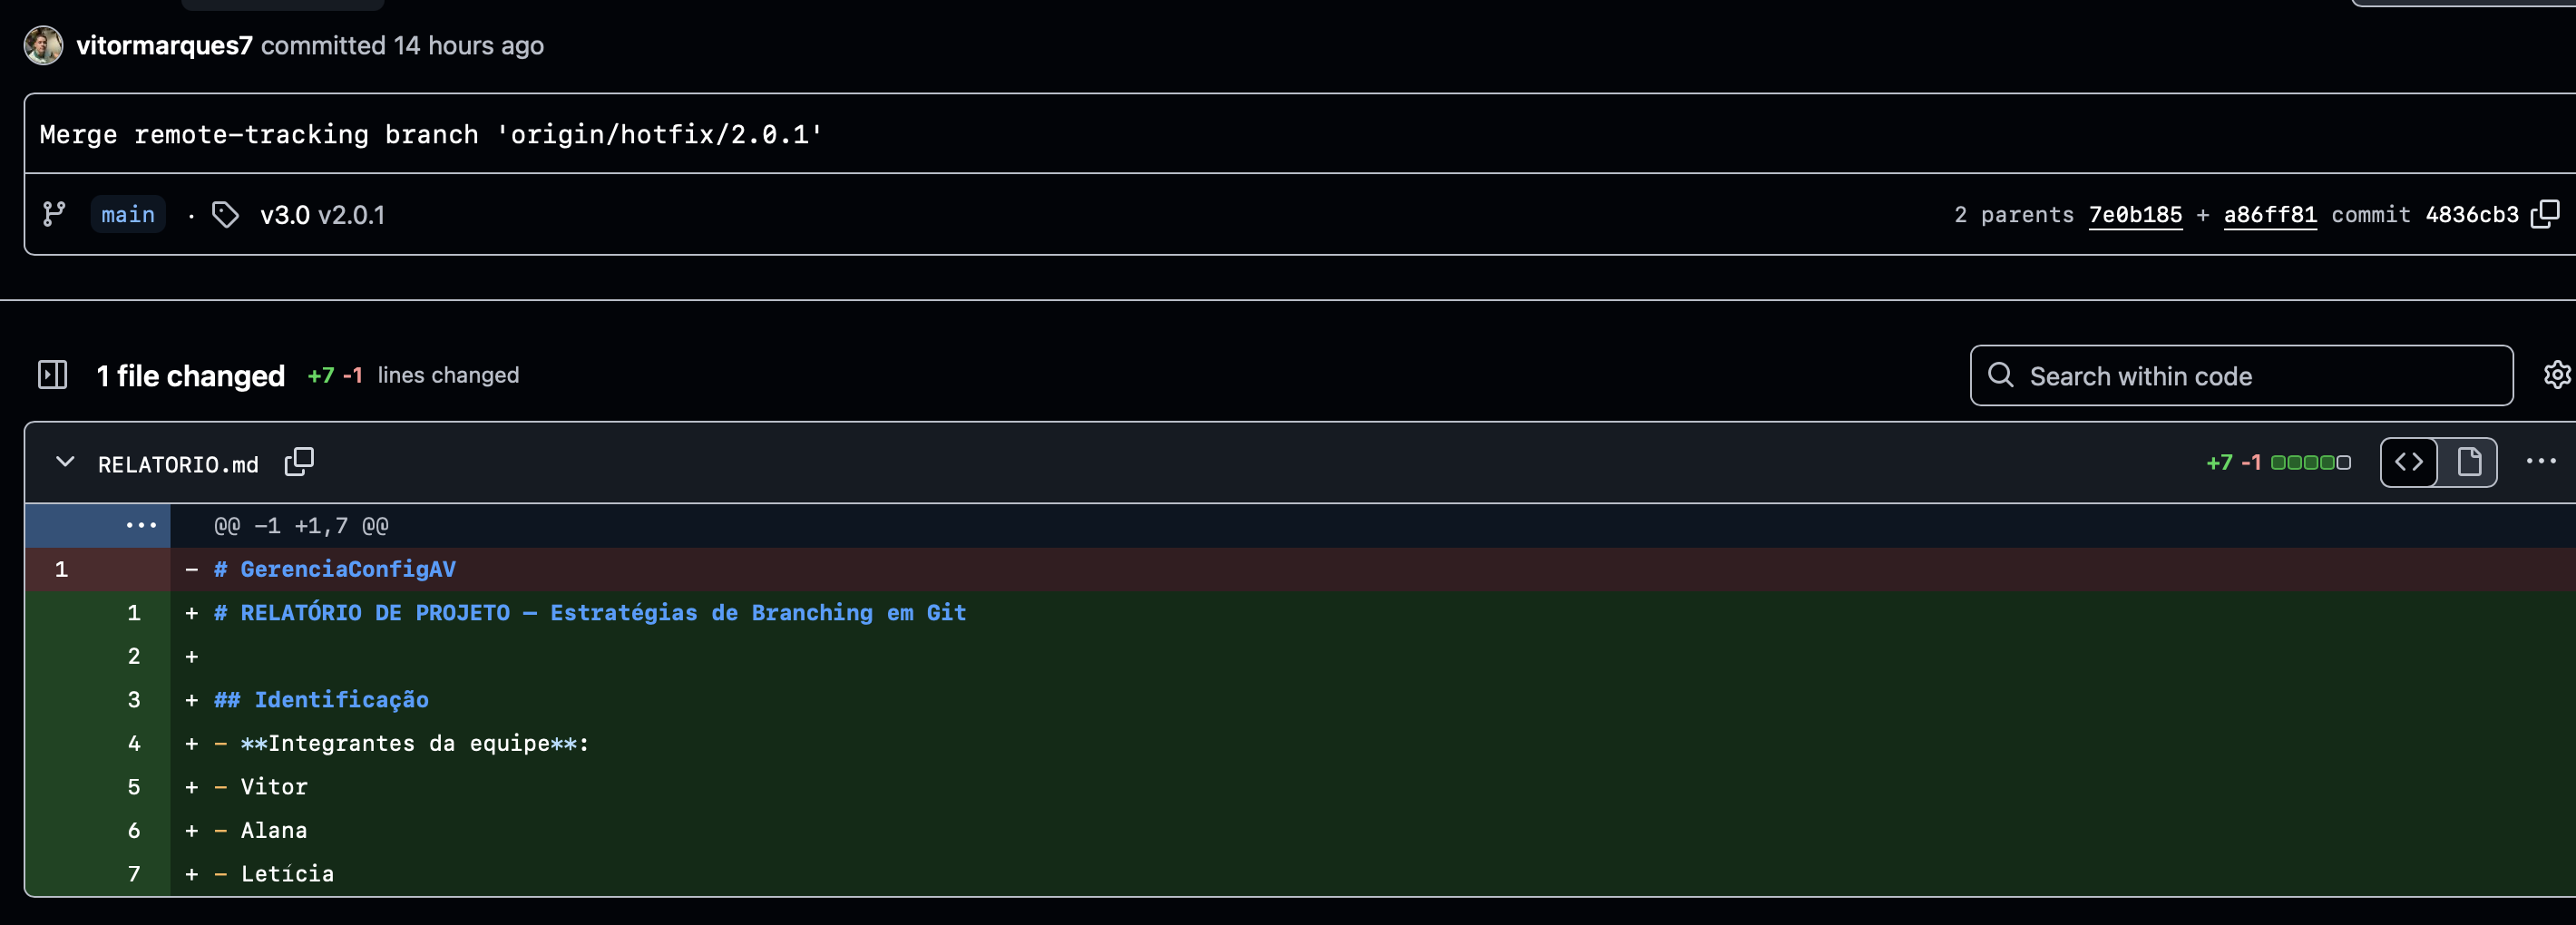 vitormarques7 committed 14 hours ago
Merge remote-tracking branch 'origin/hotfix/2.0.1'
main · v3.0 v2.0.1 2 parents 7e0b185 + a86ff81 commit 4836cb3
1 file changed +7 -1 lines changed Search within code
RELATORIO.md +7 -1
@@ -1 +1,7 @@
1 - # GerenciaConfigAV
1 + # RELATÓRIO DE PROJETO – Estratégias de Branching em Git
2 +
3 + ## Identificação
4 + - **Integrantes da equipe**:
5 + - Vitor
6 + - Alana
7 + - Letícia